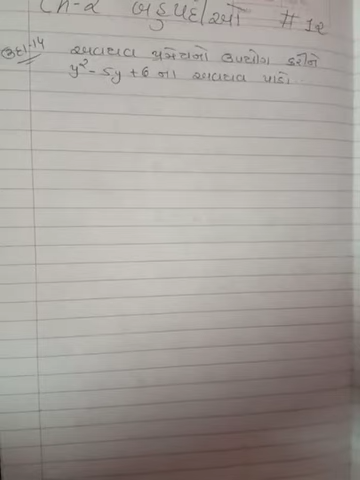 Ch-2 બહુપદીઓ # 12
ઉદા-14 અવયવ પ્રમેયનો ઉપયોગ કરીને
y² - 5y + 6 ના અવયવ પાડો.